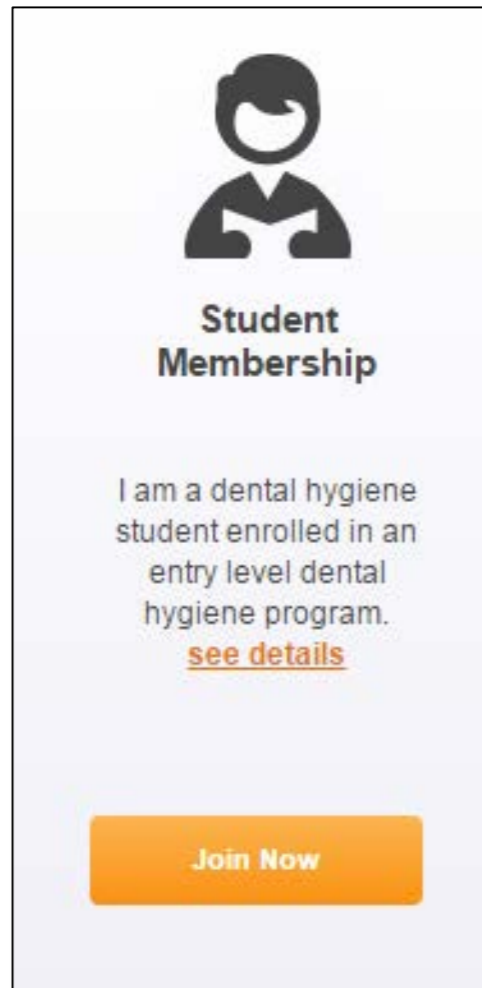 Student
Membership
I am a dental hygiene
student enrolled in an
entry level dental
hygiene program.
see details
Join Now